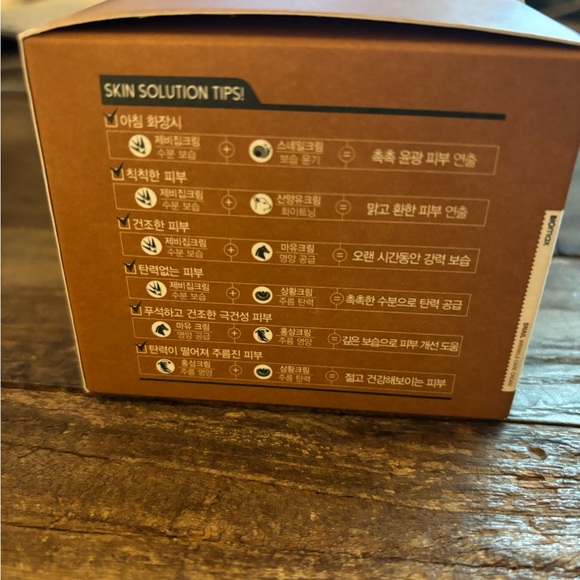 SKIN SOLUTION TIPS!
아침 화장시
제비집크림 수분 보습 + 스네일크림 보습 윤기 = 촉촉 윤광 피부 연출
칙칙한 피부
제비집크림 수분 보습 + 산양유크림 화이트닝 = 맑고 환한 피부 연출
건조한 피부
제비집크림 수분 보습 + 마유크림 영양 공급 = 오랜 시간동안 강력 보습
탄력없는 피부
제비집크림 수분 보습 + 상황크림 주름 탄력 = 촉촉한 수분으로 탄력 공급
푸석하고 건조한 극건성 피부
마유 크림 영양 공급 + 홍삼크림 주름 영양 = 깊은 보습으로 피부 개선 도움
탄력이 떨어져 주름진 피부
홍삼크림 주름 영양 + 상황크림 주름 탄력 = 젊고 건강해보이는 피부